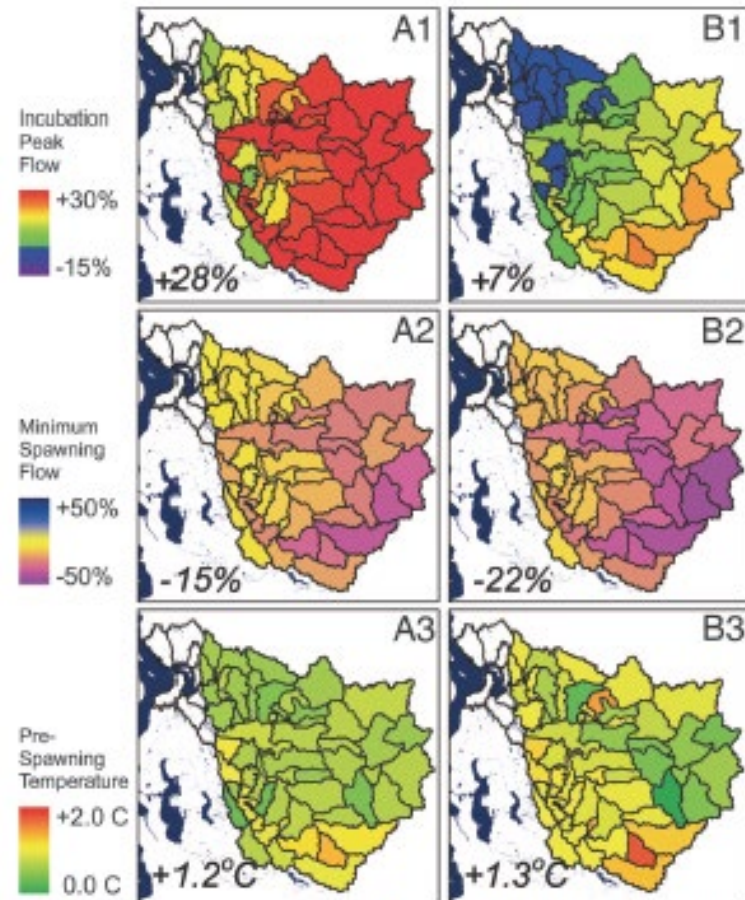 A1
B1
Incubation
Peak
Flow
+30%
-15%
+28%
+7%
A2
B2
Minimum
Spawning
Flow
+50%
-50%
-15%
-22%
A3
B3
Pre-
Spawning
Temperature
+2.0 C
0.0 C
+1.2°C
+1.3°C